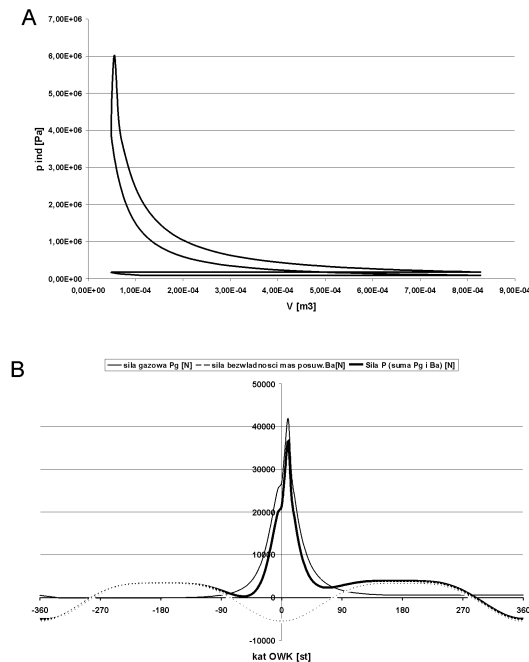 A
7,00E+06
6,00E+06
5,00E+06
4,00E+06
3,00E+06
2,00E+06
1,00E+06
0,00E+00
p ind [Pa]
0,00E+00 1,00E-04 2,00E-04 3,00E-04 4,00E-04 5,00E-04 6,00E-04 7,00E-04 8,00E-04 9,00E-04
V [m3]
B
sila gazowa Pg [N] sila bezwladnosci mas posuw.Ba[N] Sila P (suma Pg i Ba) [N]
50000
40000
30000
20000
10000
0
-360 -270 -180 -90 0 90 180 270 360
-10000
kat OWK [st]